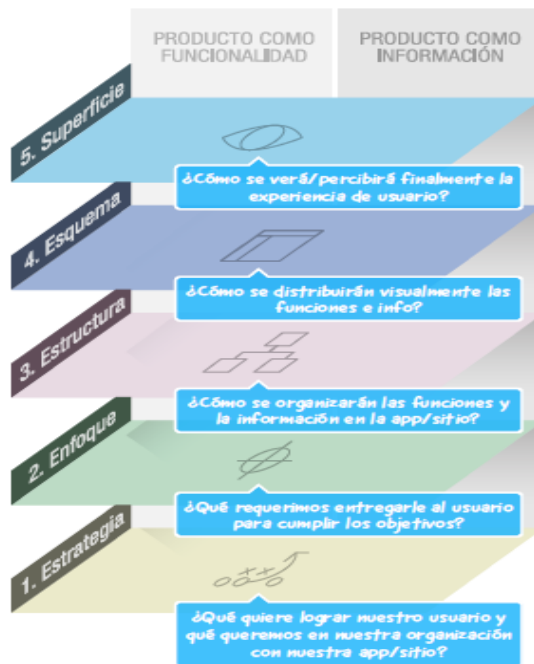 PRODUCTO COMO
FUNCIONALIDAD
PRODUCTO COMO
INFORMACIÓN
5. Superficie
¿Cómo se verá/percibirá finalmente la
experiencia de usuario?
4. Esquema
¿Cómo se distribuirán visualmente las
funciones e info?
3. Estructura
¿Cómo se organizarán las funciones y
la información en la app/sitio?
2. Enfoque
¿Qué requerimos entregarle al usuario
para cumplir los objetivos?
1. Estrategia
¿Qué quiere lograr nuestro usuario y
qué queremos en nuestra organización
con nuestra app/sitio?